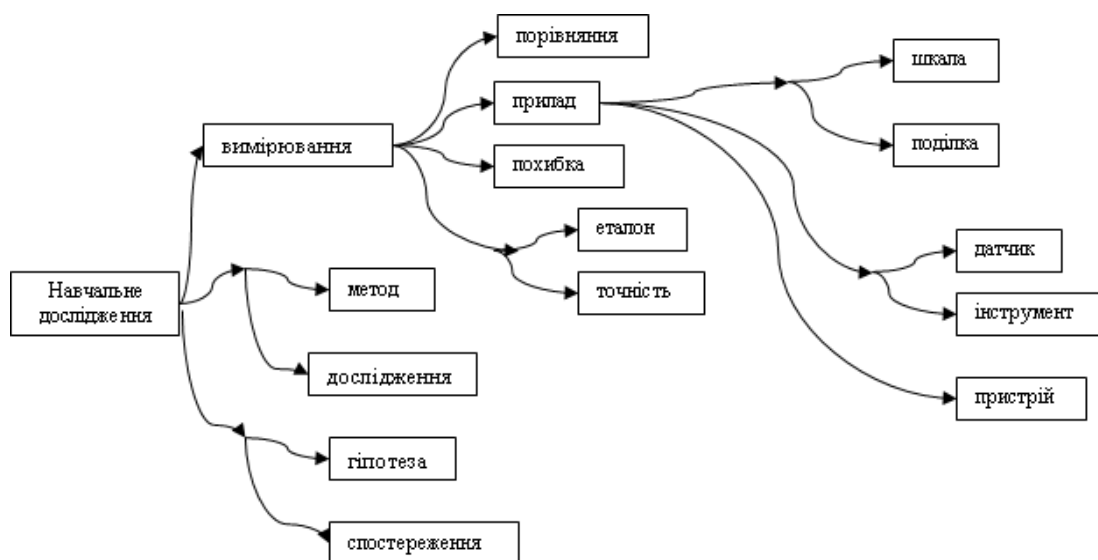 порівняння
шкала
прилад
вимірювання
поділка
похибка
еталон
датчик
Навчальне
дослідження
метод
точність
інструмент
дослідження
пристрій
гіпотеза
спостереження